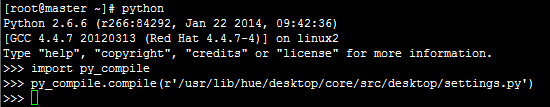 [root@master ~]# python
Python 2.6.6 (r266:84292, Jan 22 2014, 09:42:36)
[GCC 4.4.7 20120313 (Red Hat 4.4.7-4)] on linux2
Type "help", "copyright", "credits" or "license" for more information.
>>> import py_compile
>>> py_compile.compile(r'/usr/lib/hue/desktop/core/src/desktop/settings.py')
>>>